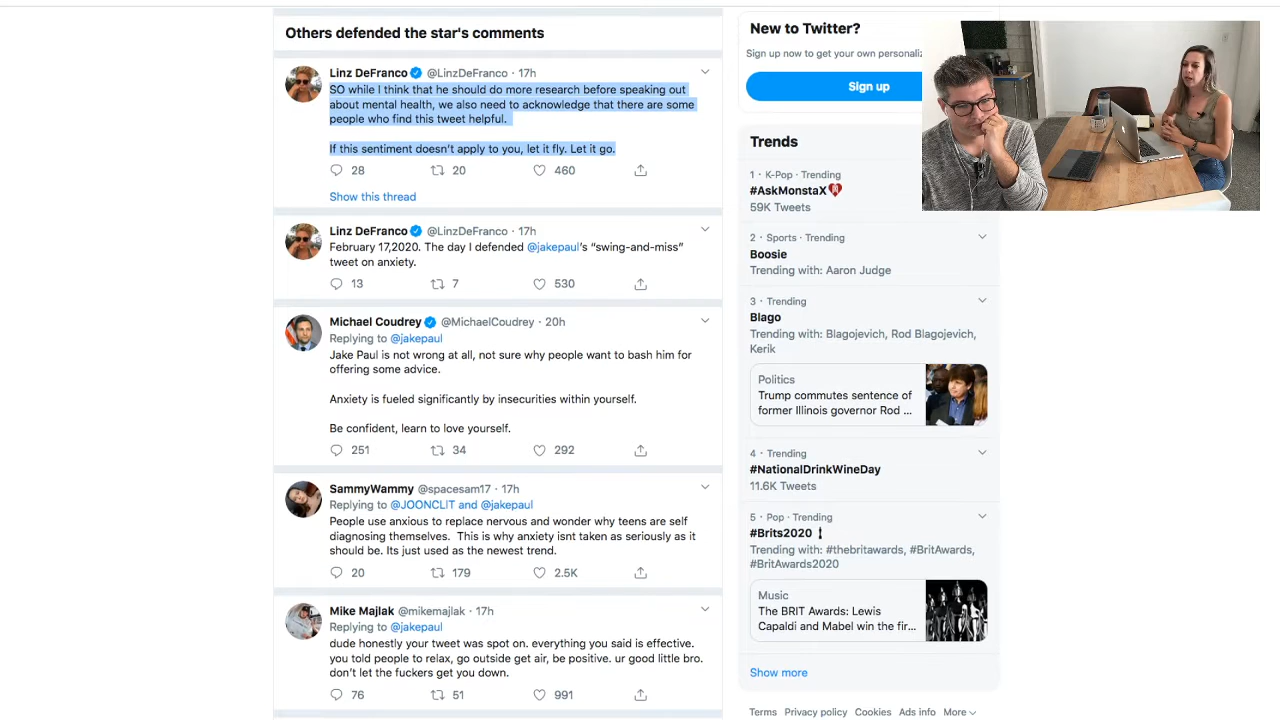 Others defended the star's comments
Linz DeFranco @LinzDeFranco · 17h
SO while I think that he should do more research before speaking out
about mental health, we also need to acknowledge that there are some
people who find this tweet helpful.
If this sentiment doesn't apply to you, let it fly. Let it go.
28 20 460
Show this thread
Linz DeFranco @LinzDeFranco · 17h
February 17,2020. The day I defended @jakepaul's "swing-and-miss"
tweet on anxiety.
13 7 530
Michael Coudrey @MichaelCoudrey · 20h
Replying to @jakepaul
Jake Paul is not wrong at all, not sure why people want to bash him for
offering some advice.
Anxiety is fueled significantly by insecurities within yourself.
Be confident, learn to love yourself.
251 34 292
SammyWammy @spacesam17 · 17h
Replying to @JOONCLIT and @jakepaul
People use anxious to replace nervous and wonder why teens are self
diagnosing themselves. This is why anxiety isnt taken as seriously as it
should be. Its just used as the newest trend.
20 179 2.5K
Mike Majlak @mikemajlak · 17h
Replying to @jakepaul
dude honestly your tweet was spot on. everything you said is effective.
you told people to relax, go outside get air, be positive. ur good little bro.
don't let the fuckers get you down.
76 51 991
New to Twitter?
Sign up now to get your own
Sign up
Trends
1 · K-Pop · Trending
#AskMonstaX
59K Tweets
2 · Sports · Trending
Boosie
Trending with: Aaron Judge
3 · Trending
Blago
Trending with: Blagojevich, Rod Blagojevich,
Kerik
Politics
Trump commutes sentence of
former Illinois governor Rod ...
4 · Trending
#NationalDrinkWineDay
11.6K Tweets
5 · Pop · Trending
#Brits2020
Trending with: #thebritawards, #BritAwards,
#BritAwards2020
Music
The BRIT Awards: Lewis
Capaldi and Mabel win the fir...
Show more
Terms Privacy policy Cookies Ads info More